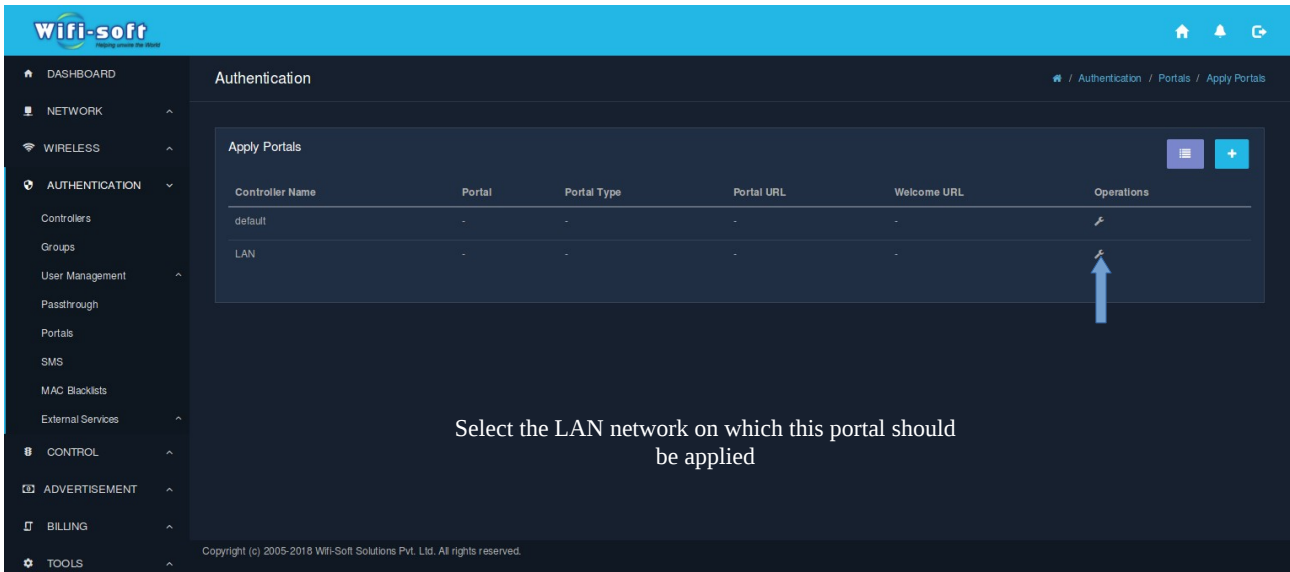 Wifi-soft
Helping unwire the World
DASHBOARD
NETWORK
WIRELESS
AUTHENTICATION
Controllers
Groups
User Management
Passthrough
Portals
SMS
MAC Blacklists
External Services
CONTROL
ADVERTISEMENT
BILLING
TOOLS
Authentication
/ Authentication / Portals / Apply Portals
Apply Portals
Controller Name Portal Portal Type Portal URL Welcome URL Operations
default - - - -
LAN - - - -
Select the LAN network on which this portal should
be applied
Copyright (c) 2005-2018 Wifi-Soft Solutions Pvt. Ltd. All rights reserved.